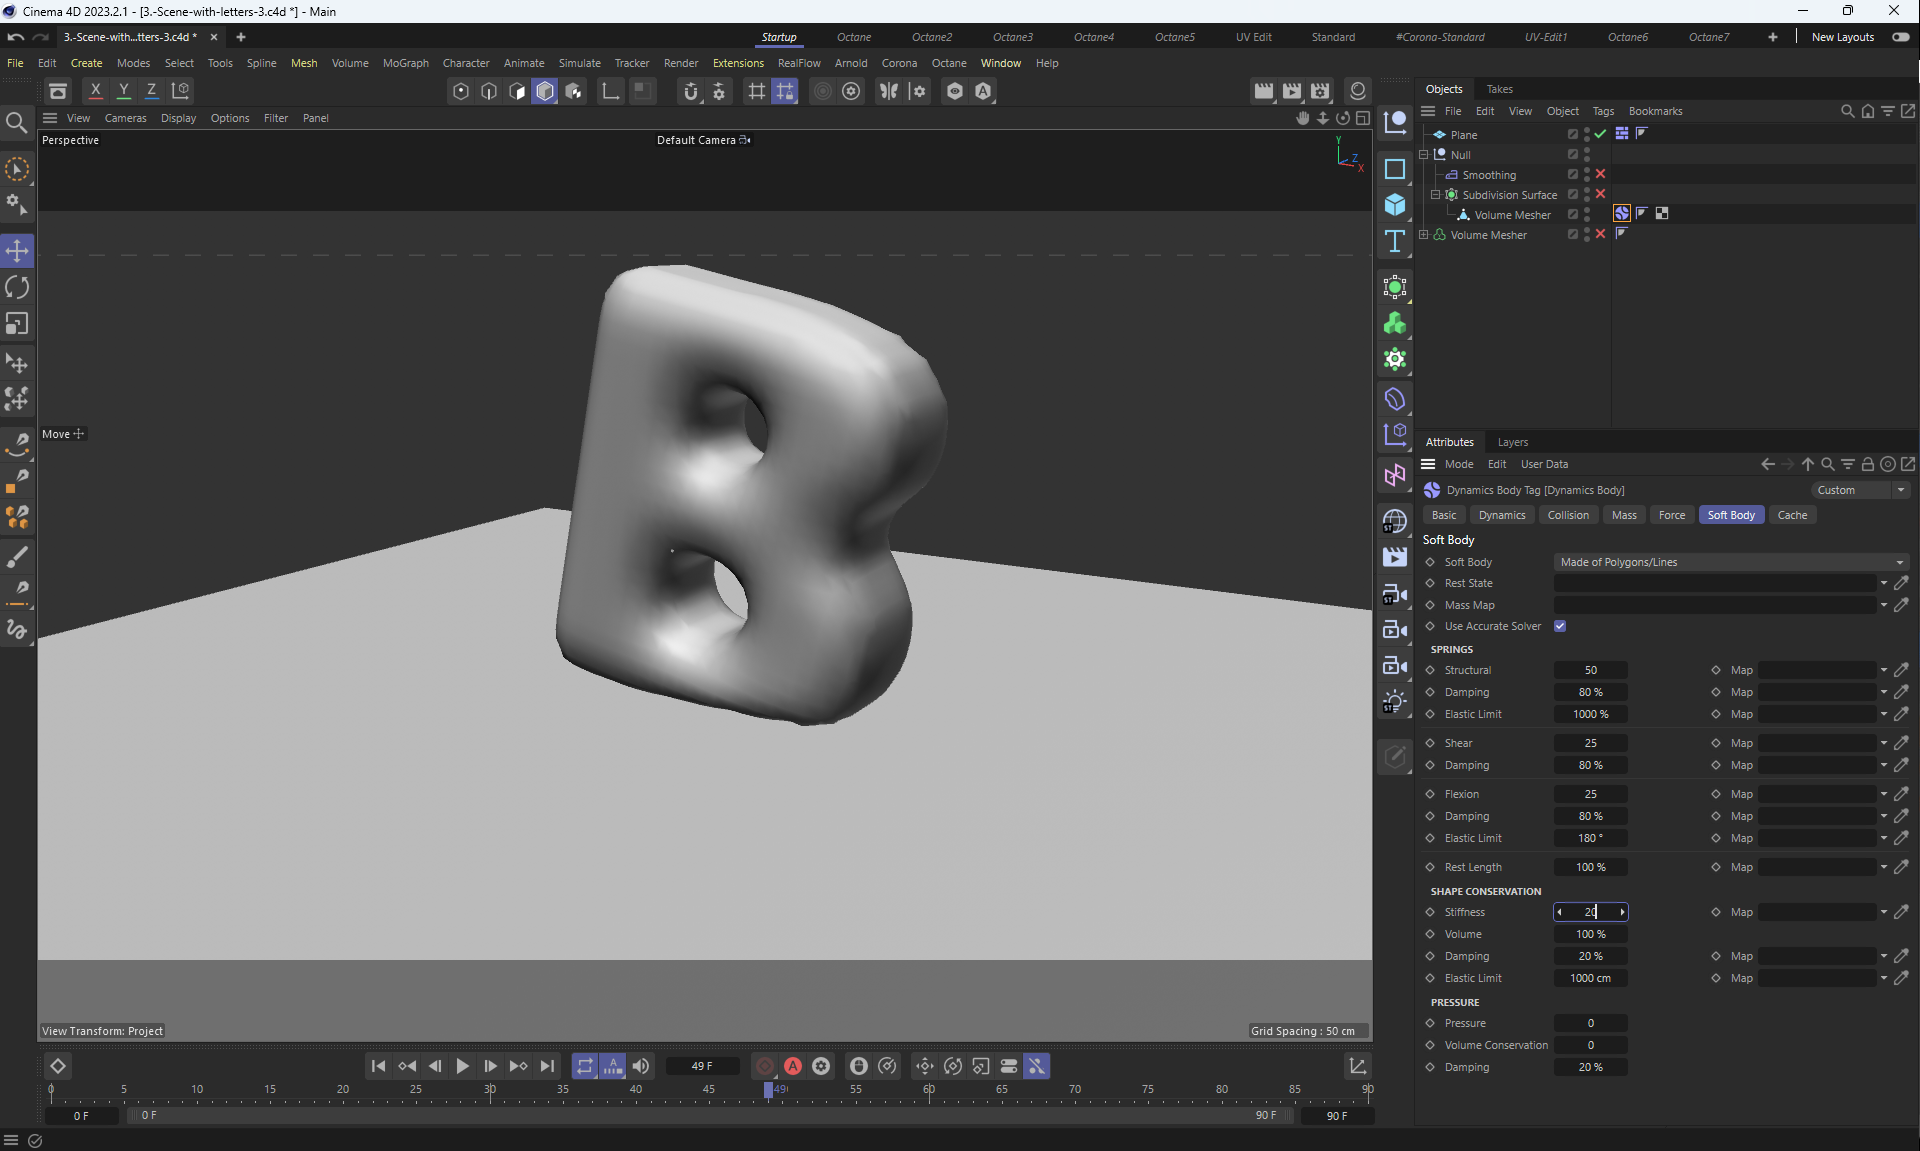 Cinema 4D 2023.2.1 - [3.-Scene-with-letters-3.c4d *] - Main
3.-Scene-with...tters-3.c4d *
Startup Octane Octane2 Octane3 Octane4 Octane5 UV Edit Standard #Corona-Standard UV-Edit1 Octane6 Octane7 New Layouts
File Edit Create Modes Select Tools Spline Mesh Volume MoGraph Character Animate Simulate Tracker Render Extensions RealFlow Arnold Corona Octane Window Help
X Y Z
View Cameras Display Options Filter Panel
Perspective
Default Camera
Y
Z
X
Move
View Transform: Project
Grid Spacing : 50 cm
Objects Takes
File Edit View Object Tags Bookmarks
Plane
Null
Smoothing
Subdivision Surface
Volume Mesher
Volume Mesher
Attributes Layers
Mode Edit User Data
Dynamics Body Tag [Dynamics Body]
Custom
Basic Dynamics Collision Mass Force Soft Body Cache
Soft Body
Soft Body Made of Polygons/Lines
Rest State
Mass Map
Use Accurate Solver
SPRINGS
Structural 50 Map
Damping 80 % Map
Elastic Limit 1000 % Map
Shear 25 Map
Damping 80 % Map
Flexion 25 Map
Damping 80 % Map
Elastic Limit 180 ° Map
Rest Length 100 % Map
SHAPE CONSERVATION
Stiffness 20 Map
Volume 100 %
Damping 20 % Map
Elastic Limit 1000 cm Map
PRESSURE
Pressure 0
Volume Conservation 0
Damping 20 %
49 F
0 5 10 15 20 25 30 35 40 45 49 55 60 65 70 75 80 85 90
0 F 0 F 90 F 90 F